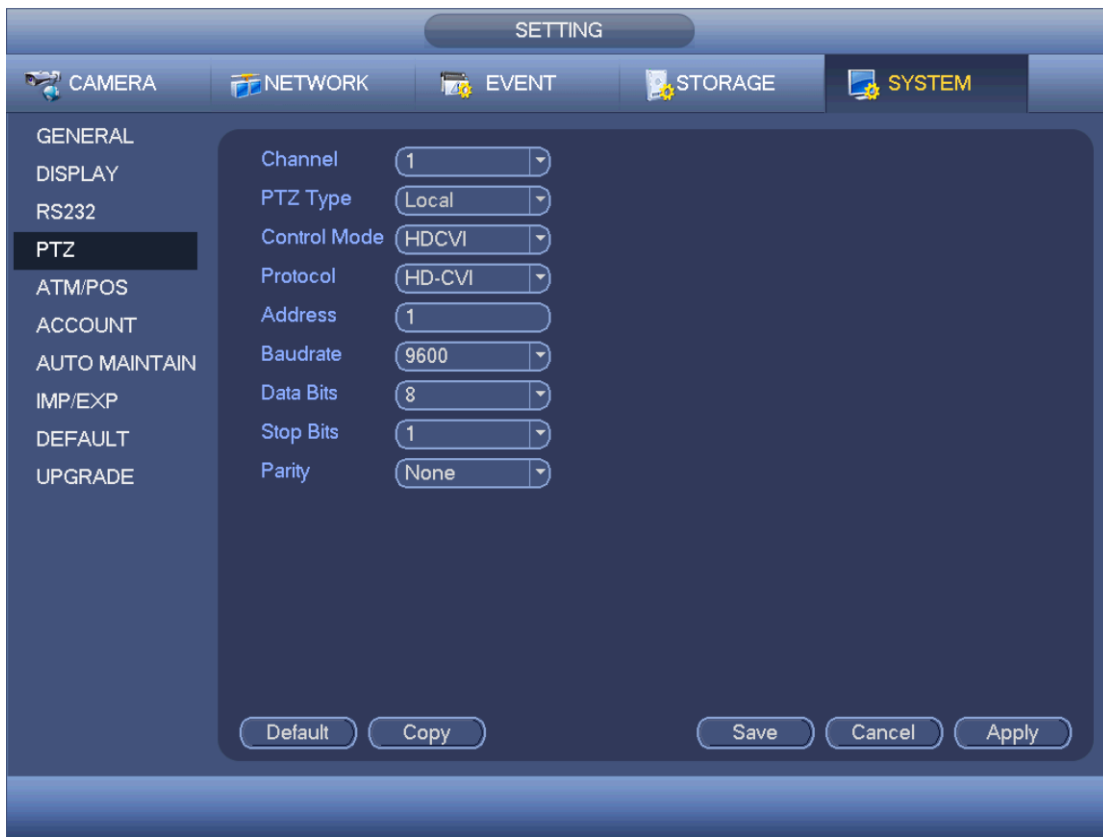 SETTING
CAMERA NETWORK EVENT STORAGE SYSTEM
GENERAL
DISPLAY
RS232
PTZ
ATM/POS
ACCOUNT
AUTO MAINTAIN
IMP/EXP
DEFAULT
UPGRADE
Channel 1
PTZ Type Local
Control Mode HDCVI
Protocol HD-CVI
Address 1
Baudrate 9600
Data Bits 8
Stop Bits 1
Parity None
Default Copy Save Cancel Apply